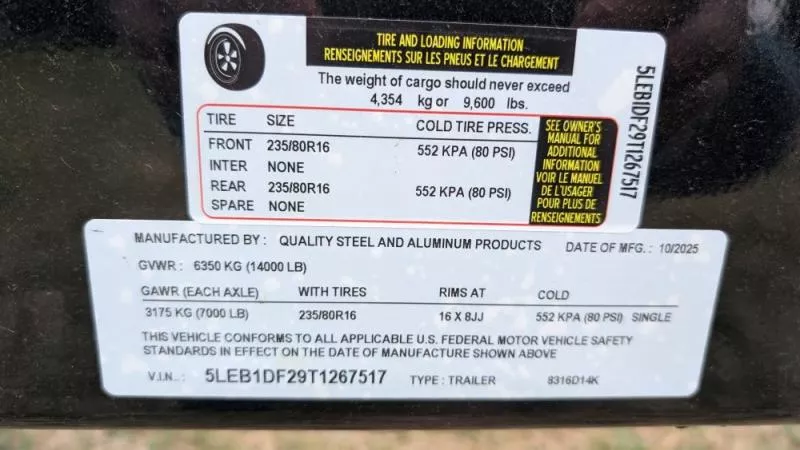 TIRE AND LOADING INFORMATION
RENSEIGNEMENTS SUR LES PNEUS ET LE CHARGEMENT
The weight of cargo should never exceed
4,354 kg or 9,600 lbs.
TIRE SIZE COLD TIRE PRESS.
FRONT 235/80R16 552 KPA (80 PSI)
INTER NONE
REAR 235/80R16 552 KPA (80 PSI)
SPARE NONE
SEE OWNER'S
MANUAL FOR
ADDITIONAL
INFORMATION
VOIR LE MANUEL
DE L'USAGER
POUR PLUS DE
RENSEIGNEMENTS
5LEB1DF29T1267517
MANUFACTURED BY: QUALITY STEEL AND ALUMINUM PRODUCTS DATE OF MFG.: 10/2025
GVWR: 6350 KG (14000 LB)
GAWR (EACH AXLE) WITH TIRES RIMS AT COLD
3175 KG (7000 LB) 235/80R16 16 X 8JJ 552 KPA (80 PSI) SINGLE
THIS VEHICLE CONFORMS TO ALL APPLICABLE U.S. FEDERAL MOTOR VEHICLE SAFETY
STANDARDS IN EFFECT ON THE DATE OF MANUFACTURE SHOWN ABOVE
V.I.N..: 5LEB1DF29T1267517 TYPE: TRAILER 8316D14K